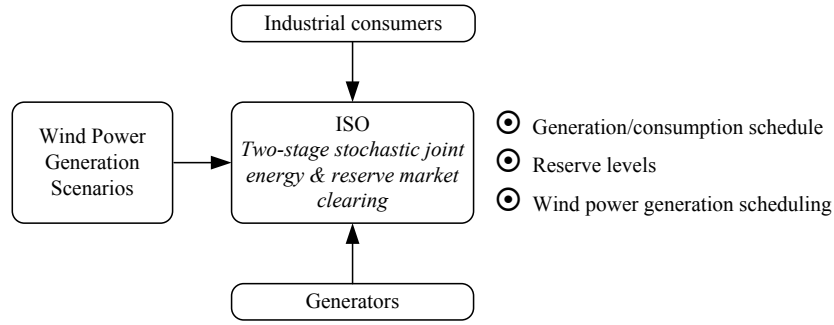 Industrial consumers
Wind Power
Generation
Scenarios
ISO
Two-stage stochastic joint
energy & reserve market
clearing
Generation/consumption schedule
Reserve levels
Wind power generation scheduling
Generators